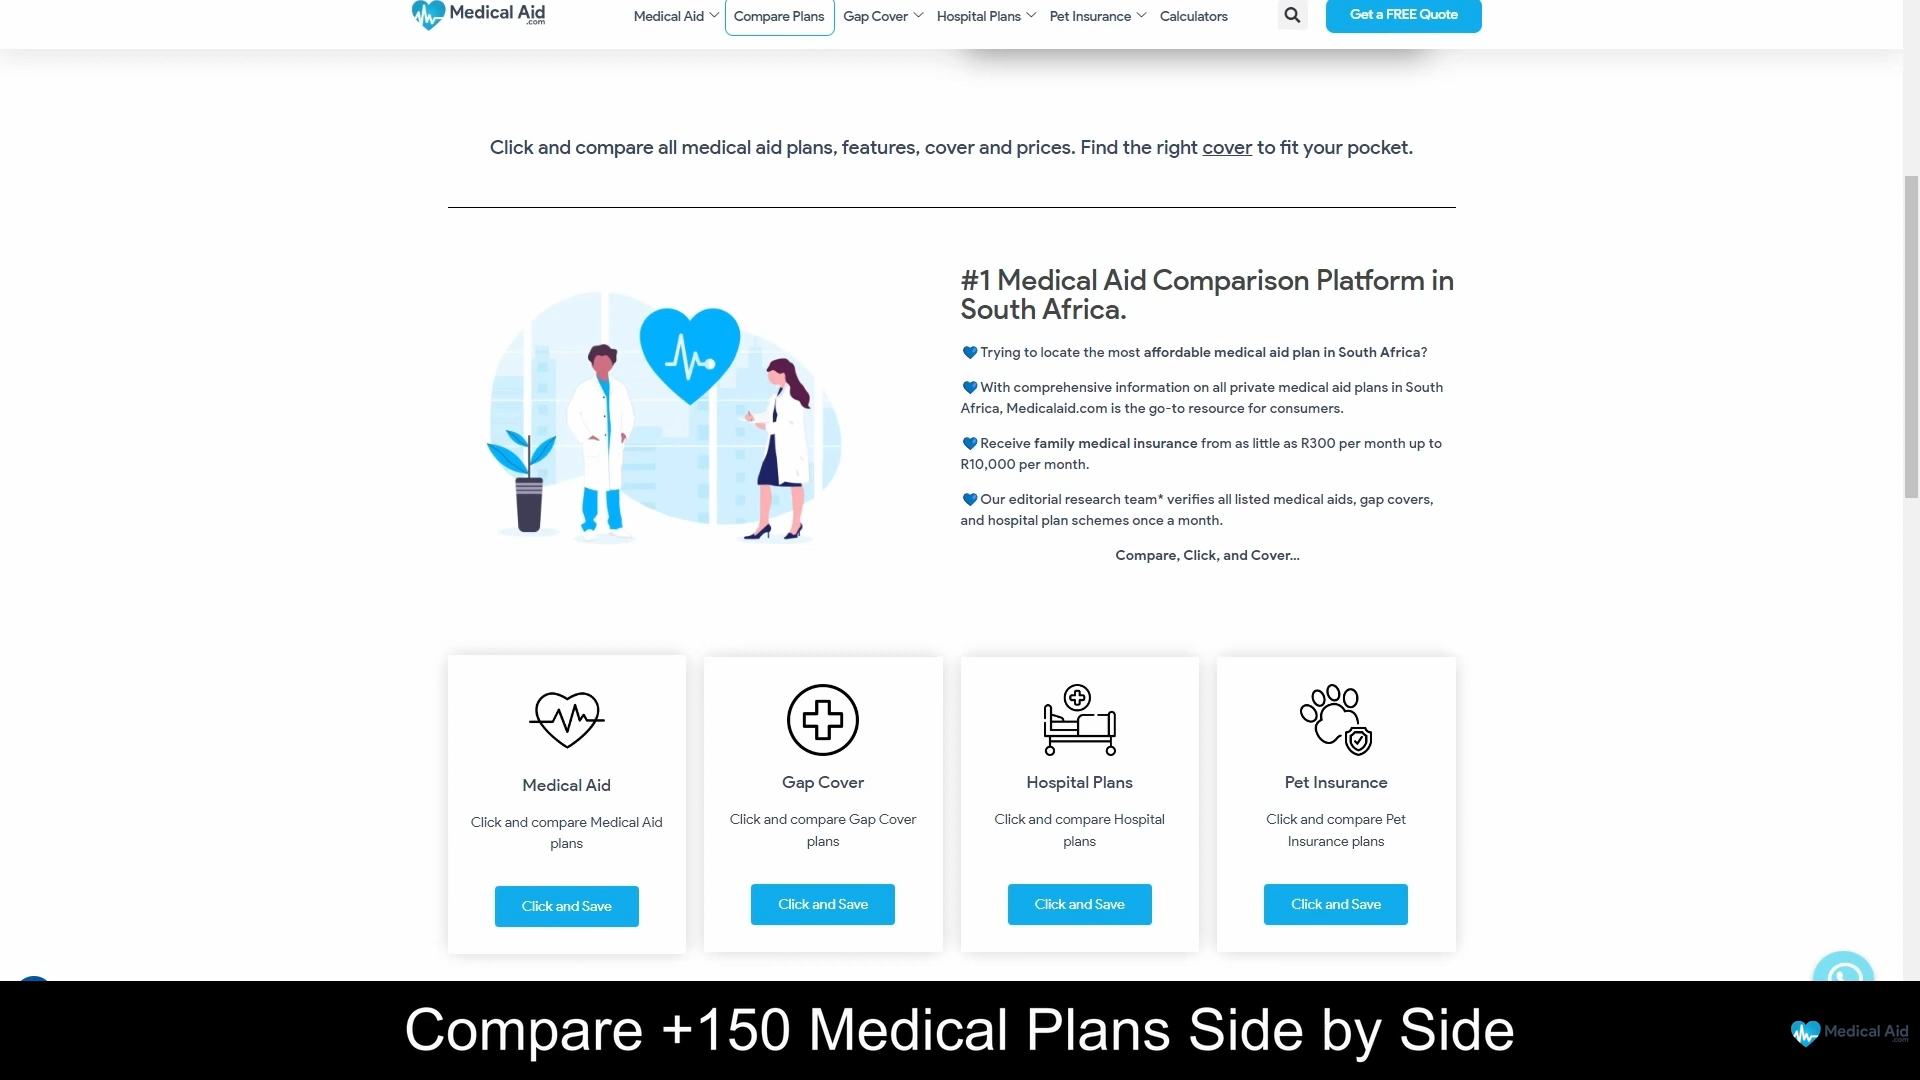 Medical Aid
.com
Medical Aid Compare Plans Gap Cover Hospital Plans Pet Insurance Calculators
Get a FREE Quote
Click and compare all medical aid plans, features, cover and prices. Find the right cover to fit your pocket.
#1 Medical Aid Comparison Platform in
South Africa.
Trying to locate the most affordable medical aid plan in South Africa?
With comprehensive information on all private medical aid plans in South
Africa, Medicalaid.com is the go-to resource for consumers.
Receive family medical insurance from as little as R300 per month up to
R10,000 per month.
Our editorial research team* verifies all listed medical aids, gap covers,
and hospital plan schemes once a month.
Compare, Click, and Cover...
Medical Aid
Click and compare Medical Aid
plans
Click and Save
Gap Cover
Click and compare Gap Cover
plans
Click and Save
Hospital Plans
Click and compare Hospital
plans
Click and Save
Pet Insurance
Click and compare Pet
Insurance plans
Click and Save
Compare +150 Medical Plans Side by Side
Medical Aid
.com